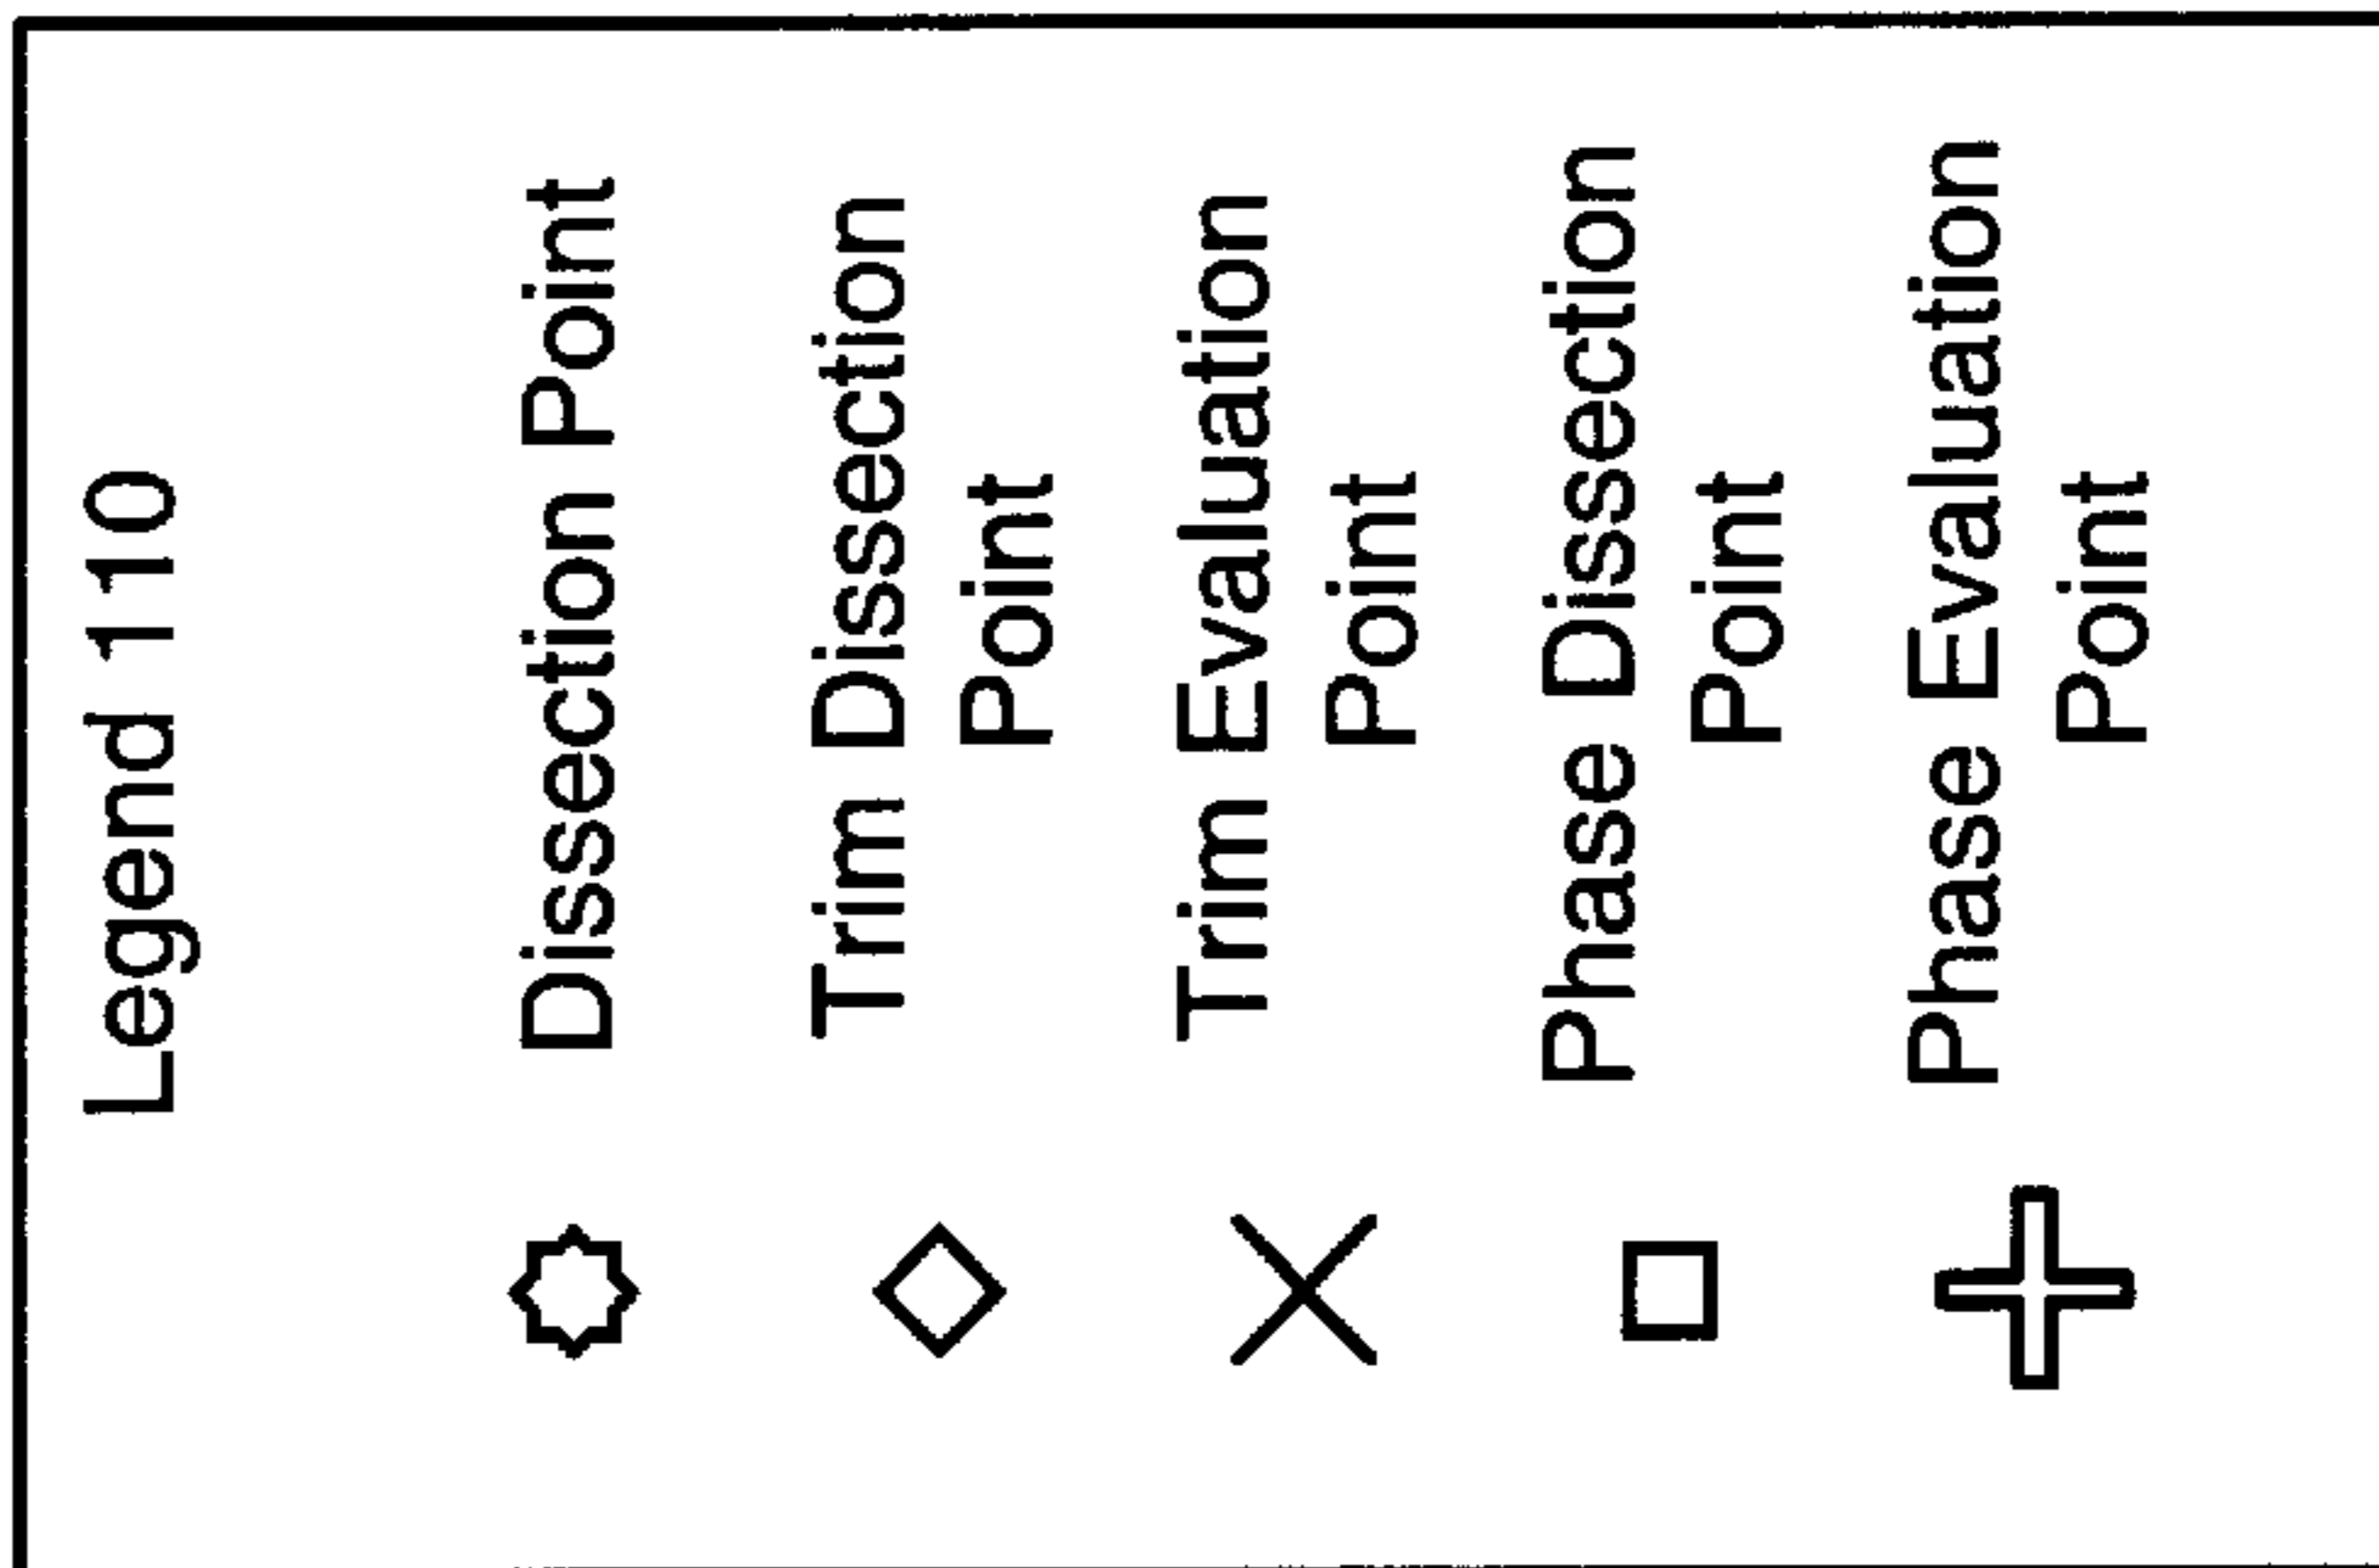 Legend 110
Dissection Point
Trim Dissection
Point
Trim Evaluation
Point
Phase Dissection
Point
Phase Evaluation
Point